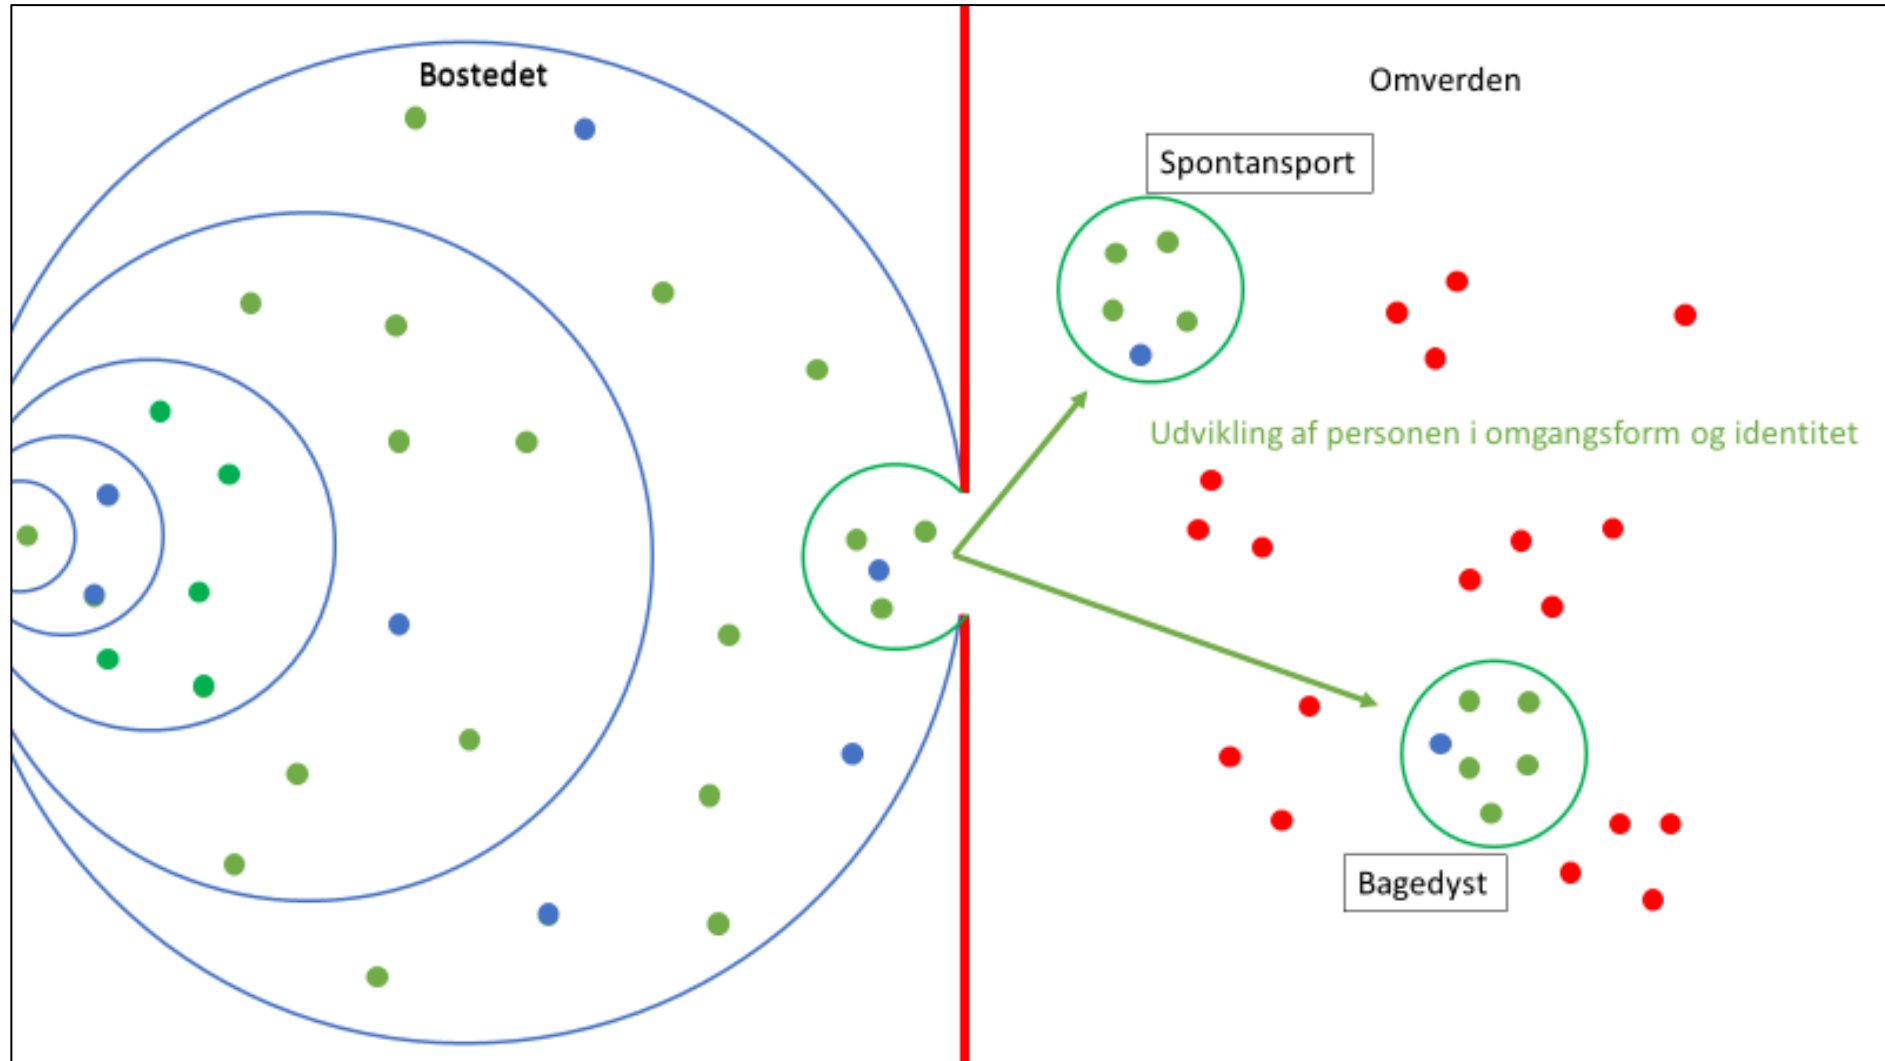 Bostedet
Omverden
Spontansport
Udvikling af personen i omgangsform og identitet
Bagedyst